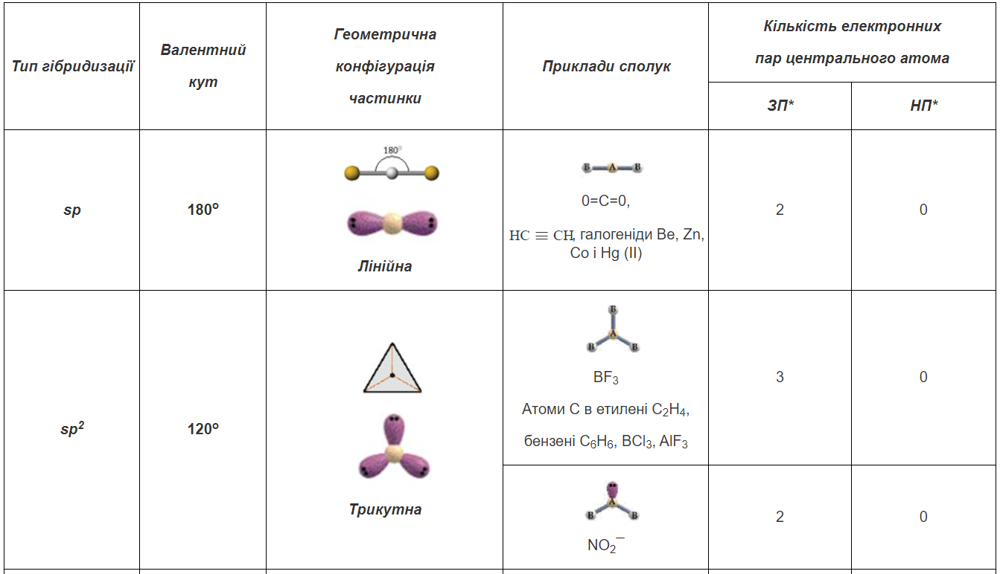 Тип гібридизації
Валентний
кут
Геометрична
конфігурація
частинки
Приклади сполук
Кількість електронних
пар центрального атома
ЗП*
НП*
sp
180°
180°
Лінійна
B A B
0=C=0,
HC ≡ CH, галогеніди Be, Zn,
Co і Hg (II)
2
0
sp²
120°
Трикутна
B
A
B B
BF₃
Атоми C в етилені C₂H₄,
бензені C₆H₆, BCl₃, AlF₃
3
0
A
B B
NO₂¯
2
0